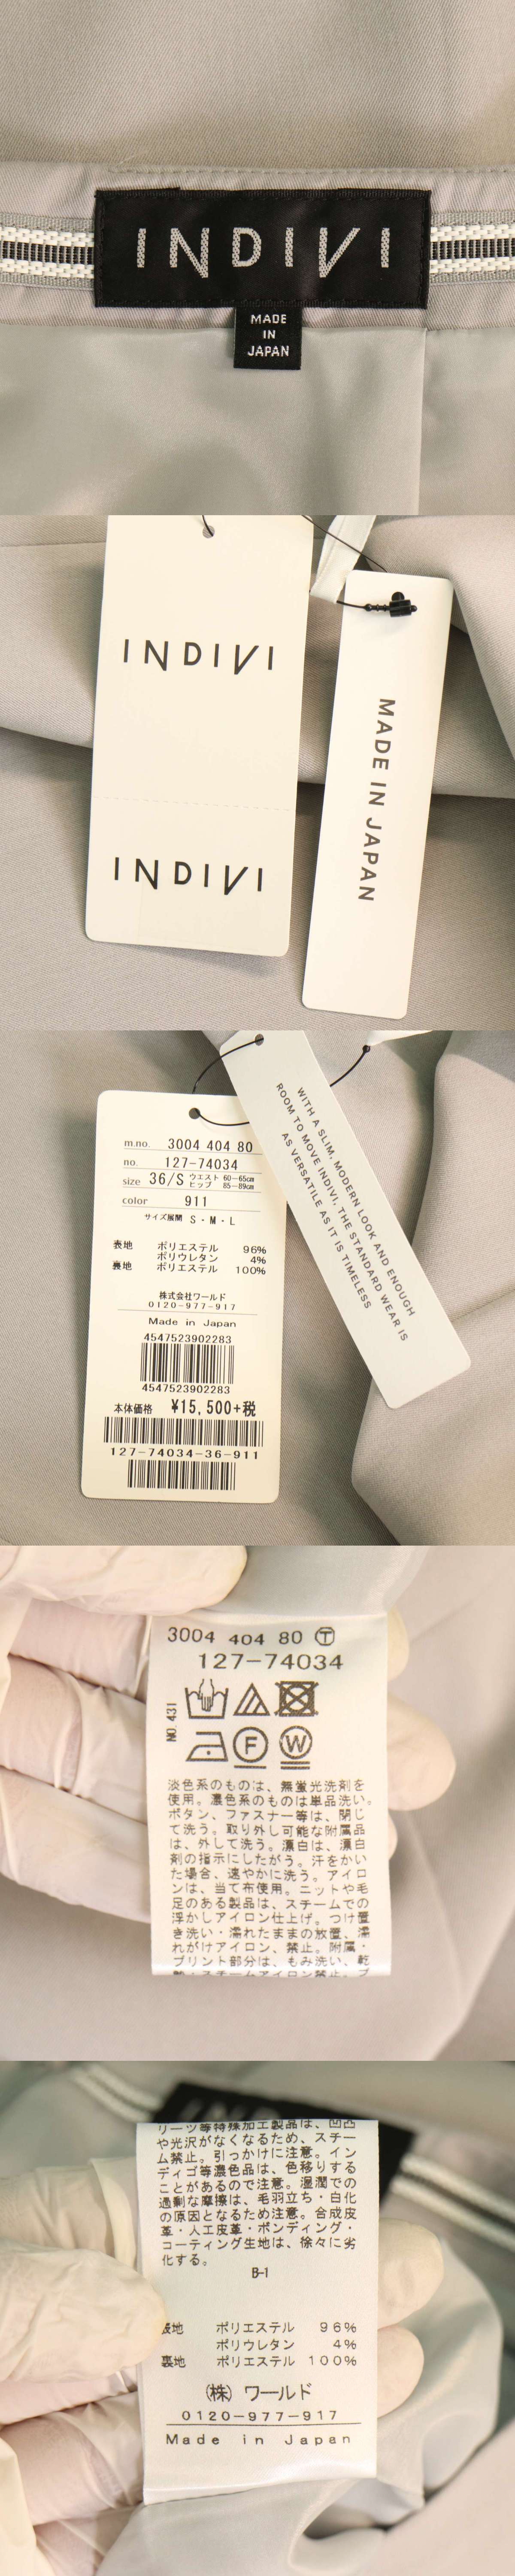 INDIVI
MADE
IN
JAPAN
INDIVI
INDIVI
MADE IN JAPAN
m.no. 3004 404 80
no. 127-74034
size 36/S ウエスト 60-65cm
ヒップ 85-89cm
color 911
サイズ展開 S・M・L
表地 ポリエステル 96%
ポリウレタン 4%
裏地 ポリエステル 100%
株式会社ワールド
0120-977-917
Made in Japan
4547523902283
4547523902283
本体価格 ¥15,500+税
127-74034-36-911
WITH A SLIM, MODERN LOOK AND ENOUGH
ROOM TO MOVE INDIVI. THE STANDARD WEAR IS
AS VERSATILE AS IT IS TIMELESS
3004 404 80 Ⓣ
127-74034
NO.431
F W
淡色系のものは、無蛍光洗剤を
使用。濃色系のものは単品洗い。
ボタン、ファスナー等は、閉じ
て洗う。取り外し可能な附属品
は、外して洗う。漂白は、漂白
剤の指示にしたがう。汗をかい
た場合、速やかに洗う。アイロ
ンは、当て布使用。ニットや毛
足のある製品は、スチームでの
浮かしアイロン仕上げ。つけ置
き洗い・濡れたままの放置、濡
れがけアイロン、禁止。附属・
プリント部分は、もみ洗い、乾
リーツ等特殊加工製品は、凹凸
や光沢がなくなるため、スチー
ム禁止。引っかけに注意。イン
ディゴ等濃色品は、色移りする
ことがあるので注意。湿潤での
過剰な摩擦は、毛羽立ち・白化
の原因となるため注意。合成皮
革・人工皮革・ボンディング・
コーティング生地は、徐々に劣
化する。
B-1
表地 ポリエステル 96%
ポリウレタン 4%
裏地 ポリエステル 100%
(株) ワールド
0120-977-917
Made in Japan